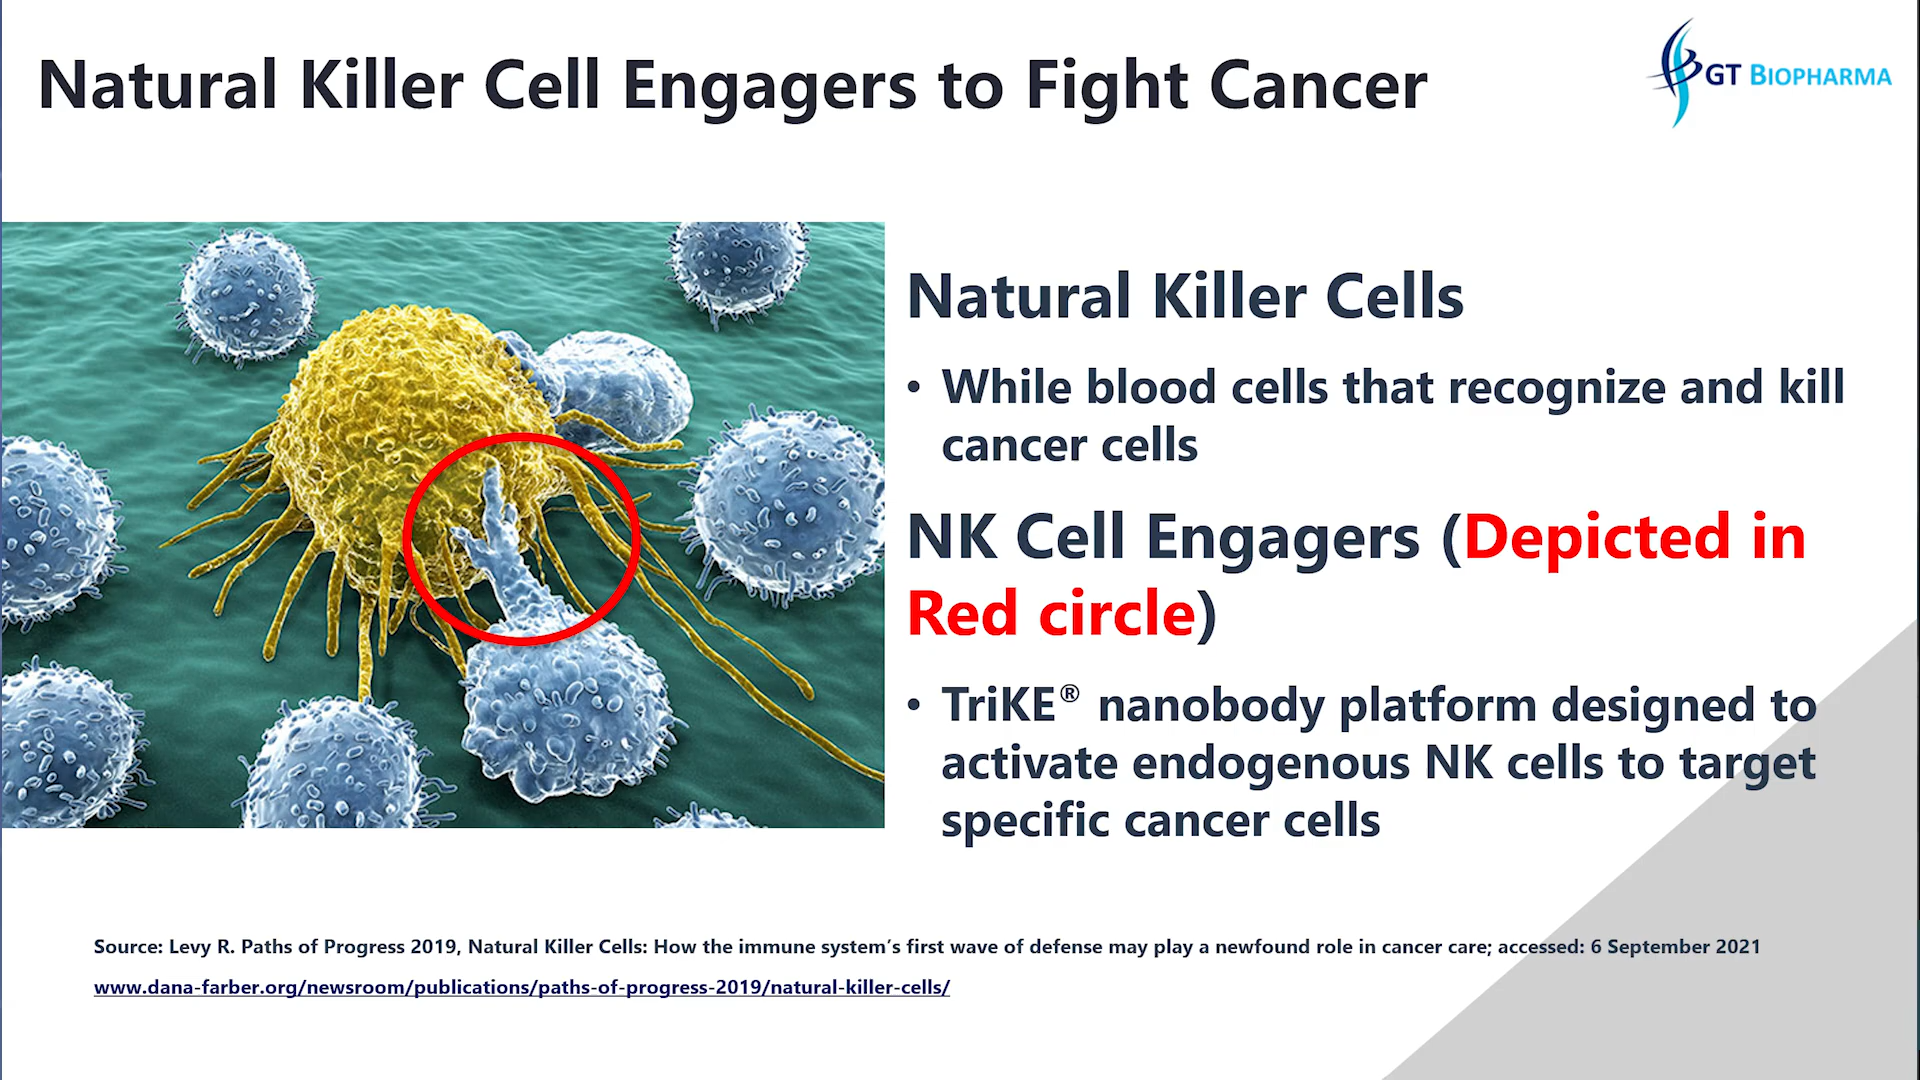 Natural Killer Cell Engagers to Fight Cancer
GT BIOPHARMA
Natural Killer Cells
• While blood cells that recognize and kill
cancer cells
NK Cell Engagers (Depicted in
Red circle)
• TriKE® nanobody platform designed to
activate endogenous NK cells to target
specific cancer cells
Source: Levy R. Paths of Progress 2019, Natural Killer Cells: How the immune system’s first wave of defense may play a newfound role in cancer care; accessed: 6 September 2021
www.dana-farber.org/newsroom/publications/paths-of-progress-2019/natural-killer-cells/